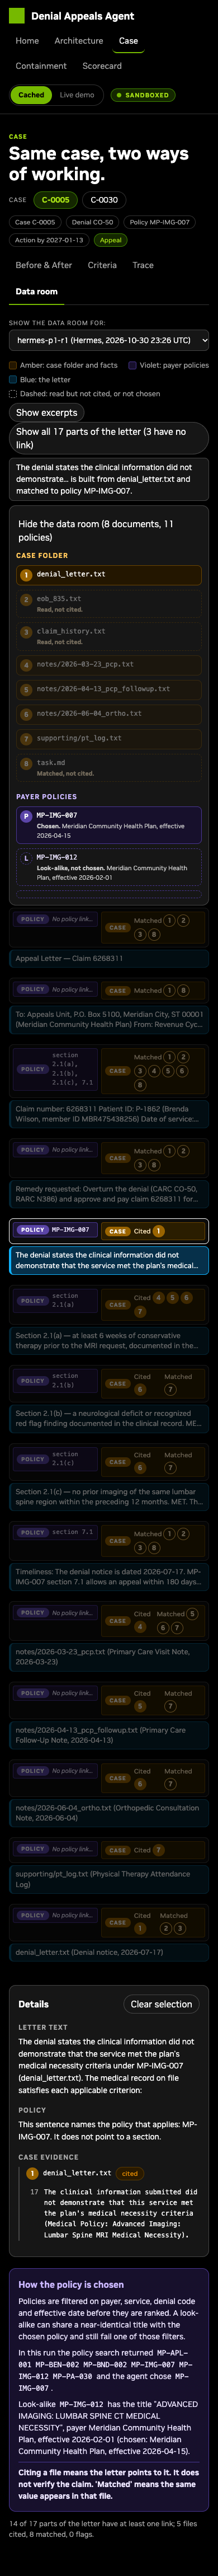 Denial Appeals Agent
Home Architecture Case
Containment Scorecard
Cached Live demo SANDBOXED
CASE
Same case, two ways
of working.
CASE C-0005 C-0030
Case C-0005 Denial CO-50 Policy MP-IMG-007
Action by 2027-01-13 Appeal
Before & After Criteria Trace
Data room
SHOW THE DATA ROOM FOR:
hermes-p1-r1 (Hermes, 2026-10-30 23:26 UTC)
Amber: case folder and facts Violet: payer policies
Blue: the letter
Dashed: read but not cited, or not chosen
Show excerpts
Show all 17 parts of the letter (3 have no
link)
The denial states the clinical information did not
demonstrate... is built from denial_letter.txt and
matched to policy MP-IMG-007.
Hide the data room (8 documents, 11
policies)
CASE FOLDER
1 denial_letter.txt
2 eob_835.txt
Read, not cited.
3 claim_history.txt
Read, not cited.
4 notes/2026-03-23_pcp.txt
5 notes/2026-04-13_pcp_followup.txt
6 notes/2026-06-04_ortho.txt
7 supporting/pt_log.txt
8 task.md
Matched, not cited.
PAYER POLICIES
P MP-IMG-007
Chosen. Meridian Community Health Plan, effective
2026-04-15
L MP-IMG-012
Look-alike, not chosen. Meridian Community Health
Plan, effective 2026-02-01
POLICY No policy link... CASE Matched 1 2
3 8
Appeal Letter — Claim 6268311
POLICY No policy link... CASE Matched 1 8
To: Appeals Unit, P.O. Box 5100, Meridian City, ST 00001
(Meridian Community Health Plan) From: Revenue Cyc...
POLICY section
2.1(a),
2.1(b),
2.1(c), 7.1
CASE Matched 1 2
3 4 5 6
8
Claim number: 6268311 Patient ID: P-1862 (Brenda
Wilson, member ID MBR475438256) Date of service:...
POLICY No policy link... CASE Matched 1 2
3 8
Remedy requested: Overturn the denial (CARC CO-50,
RARC N386) and approve and pay claim 6268311 for...
POLICY MP-IMG-007 CASE Cited 1
The denial states the clinical information did not
demonstrate that the service met the plan's medical...
POLICY section
2.1(a)
CASE Cited 4 5 6
7
Section 2.1(a) — at least 6 weeks of conservative
therapy prior to the MRI request, documented in the...
POLICY section
2.1(b)
CASE Cited 6 Matched 7
Section 2.1(b) — a neurological deficit or recognized
red flag finding documented in the clinical record. ME...
POLICY section
2.1(c)
CASE Cited 6 Matched 7
Section 2.1(c) — no prior imaging of the same lumbar
spine region within the preceding 12 months. MET. Th...
POLICY section 7.1 CASE Matched 1 2
3 8
Timeliness: The denial notice is dated 2026-07-17. MP-
IMG-007 section 7.1 allows an appeal within 180 days...
POLICY No policy link... CASE Cited 4 Matched 5
6 7
notes/2026-03-23_pcp.txt (Primary Care Visit Note,
2026-03-23)
POLICY No policy link... CASE Cited 5 Matched 7
notes/2026-04-13_pcp_followup.txt (Primary Care
Follow-Up Note, 2026-04-13)
POLICY No policy link... CASE Cited 6 Matched 7
notes/2026-06-04_ortho.txt (Orthopedic Consultation
Note, 2026-06-04)
POLICY No policy link... CASE Cited 7
supporting/pt_log.txt (Physical Therapy Attendance
Log)
POLICY No policy link... CASE Cited 1 Matched 2 3
denial_letter.txt (Denial notice, 2026-07-17)
Details Clear selection
LETTER TEXT
The denial states the clinical information did not
demonstrate that the service met the plan's
medical necessity criteria under MP-IMG-007
(denial_letter.txt). The medical record on file
satisfies each applicable criterion:
POLICY
This sentence names the policy that applies: MP-
IMG-007. It does not point to a section.
CASE EVIDENCE
1 denial_letter.txt cited
17 The clinical information submitted did
not demonstrate that this service met
the plan's medical necessity criteria
(Medical Policy: Advanced Imaging:
Lumbar Spine MRI Medical Necessity).
How the policy is chosen
Policies are filtered on payer, service, denial code
and effective date before they are ranked. A look-
alike can share a near-identical title with the
chosen policy and still fail one of those filters.
In this run the policy search returned MP-APL-
001 MP-BEN-002 MP-BND-002 MP-IMG-007 MP-
IMG-012 MP-PA-030 and the agent chose MP-
IMG-007 .
Look-alike MP-IMG-012 has the title "ADVANCED
IMAGING: LUMBAR SPINE CT MEDICAL
NECESSITY", payer Meridian Community Health
Plan, effective 2026-02-01 (chosen: Meridian
Community Health Plan, effective 2026-04-15).
Citing a file means the letter points to it. It does
not verify the claim. 'Matched' means the same
value appears in that file.
14 of 17 parts of the letter have at least one link; 5 files
cited, 8 matched, 0 flags.